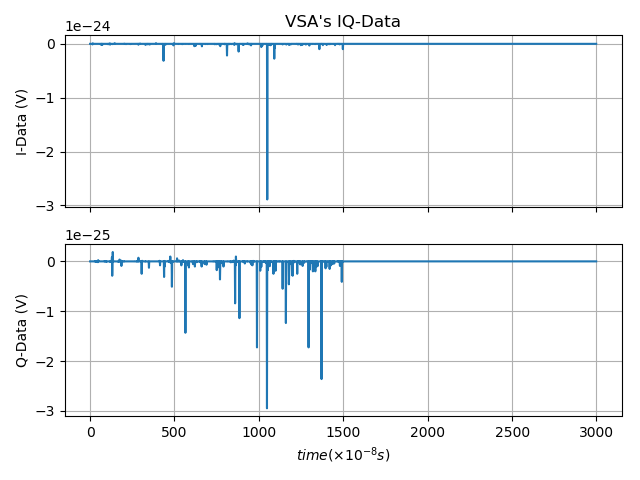 VSA's IQ-Data
1e−24
0
−1
−2
−3
I-Data (V)
1e−25
0
−1
−2
−3
Q-Data (V)
0 500 1000 1500 2000 2500 3000
time(×10⁻⁸s)